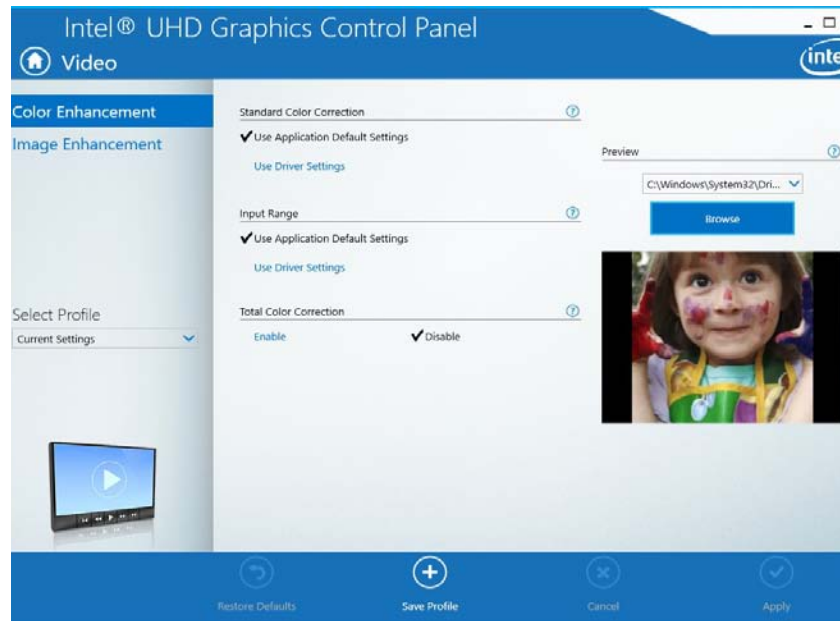 Intel® UHD Graphics Control Panel
Video
Color Enhancement
Image Enhancement
Select Profile
Current Settings
Standard Color Correction
✔Use Application Default Settings
Use Driver Settings
Input Range
✔Use Application Default Settings
Use Driver Settings
Total Color Correction
Enable ✔Disable
Preview
C:\Windows\System32\Dri...
Browse
Restore Defaults
Save Profile
Cancel
Apply